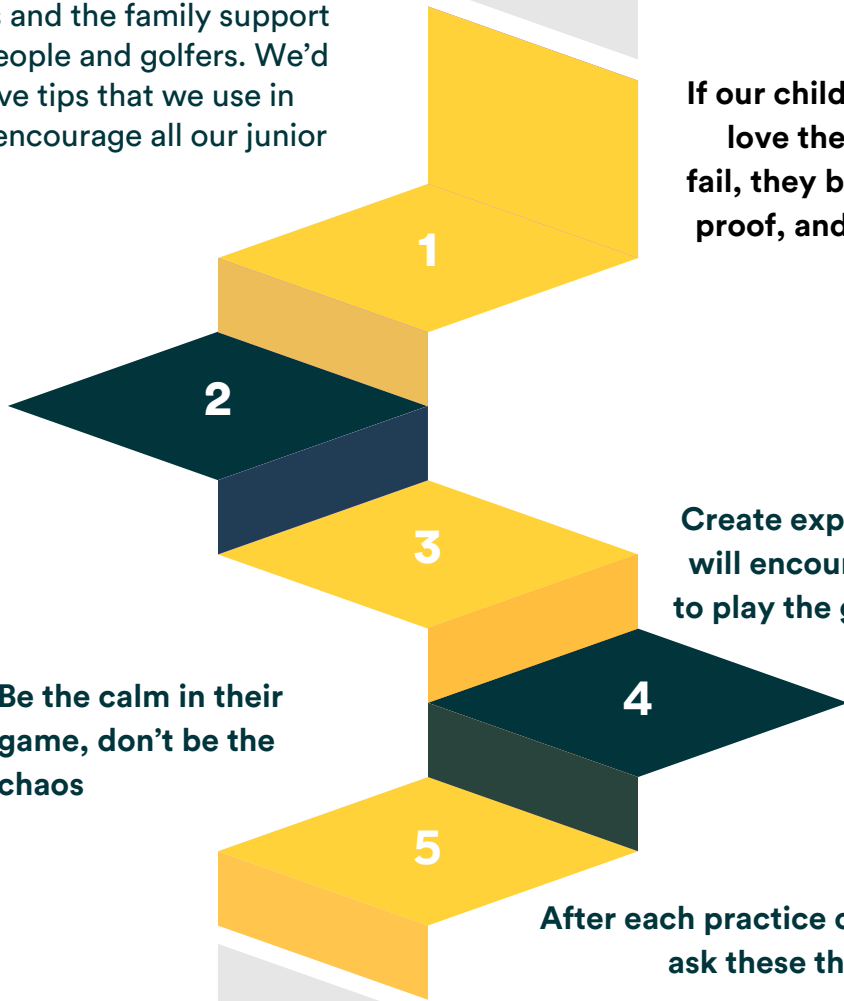 s and the family support
eople and golfers. We’d
ve tips that we use in
encourage all our junior
If our child
love the
fail, they b
proof, and
1
2
3
Create exp
will encour
to play the g
4
Be the calm in their
game, don’t be the
chaos
5
After each practice
ask these th